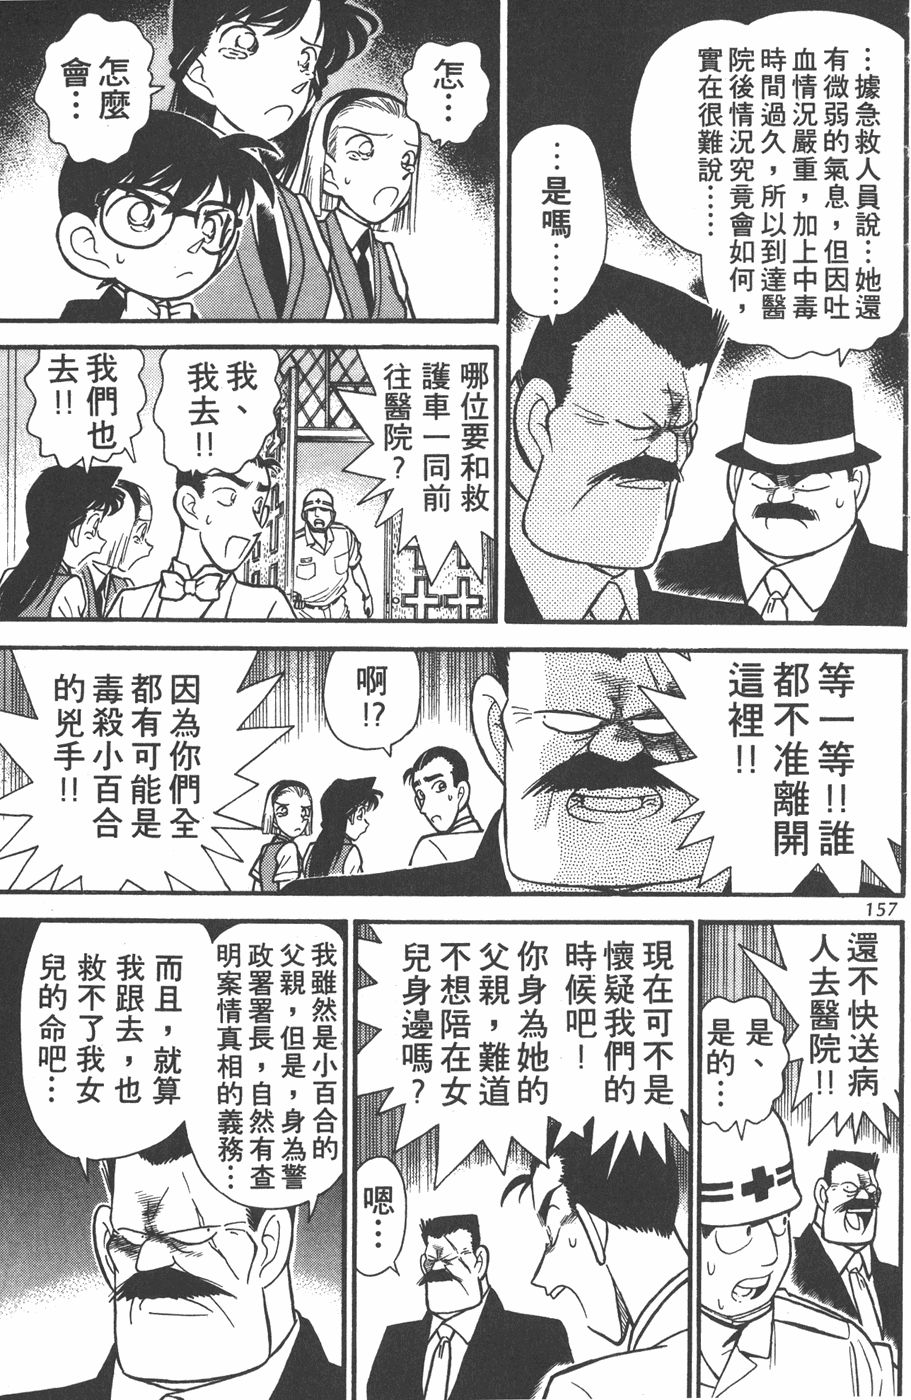 …據急救人員說…她還
有微弱的氣息，但因吐
血情況嚴重，加上中毒
時間過久，所以到達醫
院後情況究竟會如何，
實在很難說……
…是嗎………
怎…
怎麼
會…
哪位要和救
護車一同前
往醫院？
我、
我去!!
我們也
去!!
等一等!!誰
都不准離開
這裡!!
啊
!?
因為你們全
都有可能是
毒殺小百合
的兇手!!
157
還不快送病
人去醫院!!
是、
是的…
現在可不是
懷疑我們的
時候吧！
你身為她的
父親，難道
不想陪在女
兒身邊嗎？
嗯…
我雖然是小百合的
父親，但是，身為警
政署署長，自然有查
明案情真相的義務…
而且，就算
我跟去，也
救不了我女
兒的命吧…